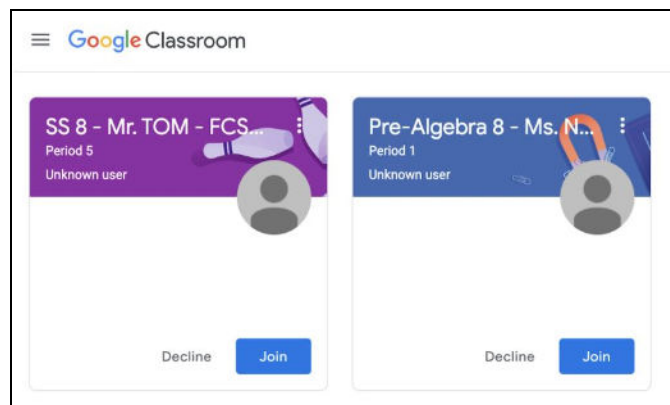 Google Classroom
SS 8 - Mr. TOM - FCS...
Period 5
Unknown user
Decline
Join
Pre-Algebra 8 - Ms. N...
Period 1
Unknown user
Decline
Join